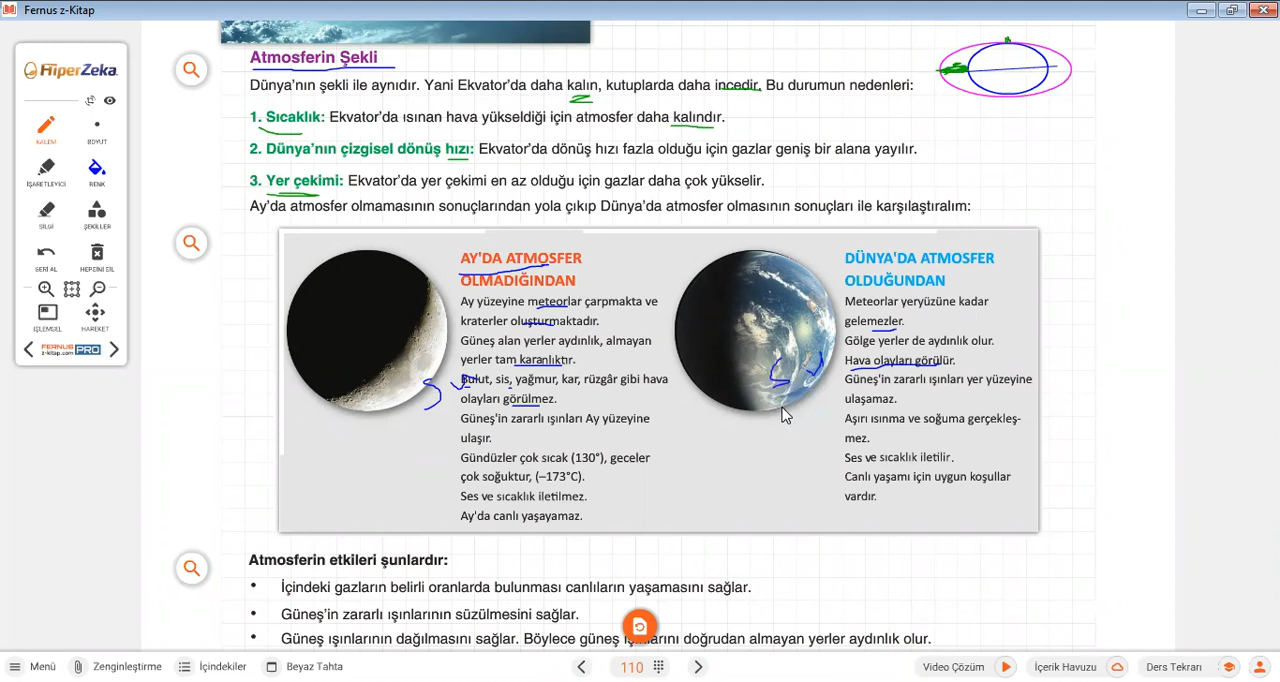 Fernus z-Kitap
HiperZeka
KALEM
BOYUT
İŞARETLEYİCİ
RENK
SİLGİ
ŞEKİLLER
GERİ AL
HEPSİNİ SİL
İŞLEMSEL
HAREKET
FERNUS
z-kitap.com PRO
Atmosferin Şekli
Dünya'nın şekli ile aynıdır. Yani Ekvator'da daha kalın, kutuplarda daha incedir. Bu durumun nedenleri:
1. Sıcaklık: Ekvator'da ısınan hava yükseldiği için atmosfer daha kalındır.
2. Dünya'nın çizgisel dönüş hızı: Ekvator'da dönüş hızı fazla olduğu için gazlar geniş bir alana yayılır.
3. Yer çekimi: Ekvator'da yer çekimi en az olduğu için gazlar daha çok yükselir.
Ay'da atmosfer olmamasının sonuçlarından yola çıkıp Dünya'da atmosfer olmasının sonuçları ile karşılaştıralım:
AY'DA ATMOSFER
OLMADIĞINDAN
Ay yüzeyine meteorlar çarpmakta ve
kraterler oluşturmaktadır.
Güneş alan yerler aydınlık, almayan
yerler tam karanlıktır.
Bulut, sis, yağmur, kar, rüzgâr gibi hava
olayları görülmez.
Güneş'in zararlı ışınları Ay yüzeyine
ulaşır.
Gündüzler çok sıcak (130°), geceler
çok soğuktur, (–173°C).
Ses ve sıcaklık iletilmez.
Ay'da canlı yaşayamaz.
DÜNYA'DA ATMOSFER
OLDUĞUNDAN
Meteorlar yeryüzüne kadar
gelemezler.
Gölge yerler de aydınlık olur.
Hava olayları görülür.
Güneş'in zararlı ışınları yer yüzeyine
ulaşamaz.
Aşırı ısınma ve soğuma gerçekleş-
mez.
Ses ve sıcaklık iletilir.
Canlı yaşamı için uygun koşullar
vardır.
Atmosferin etkileri şunlardır:
• İçindeki gazların belirli oranlarda bulunması canlıların yaşamasını sağlar.
• Güneş'in zararlı ışınlarının süzülmesini sağlar.
• Güneş ışınlarının dağılmasını sağlar. Böylece güneş ışınlarını doğrudan almayan yerler aydınlık olur.
Menü
Zenginleştirme
İçindekiler
Beyaz Tahta
110
Video Çözüm
İçerik Havuzu
Ders Tekrarı